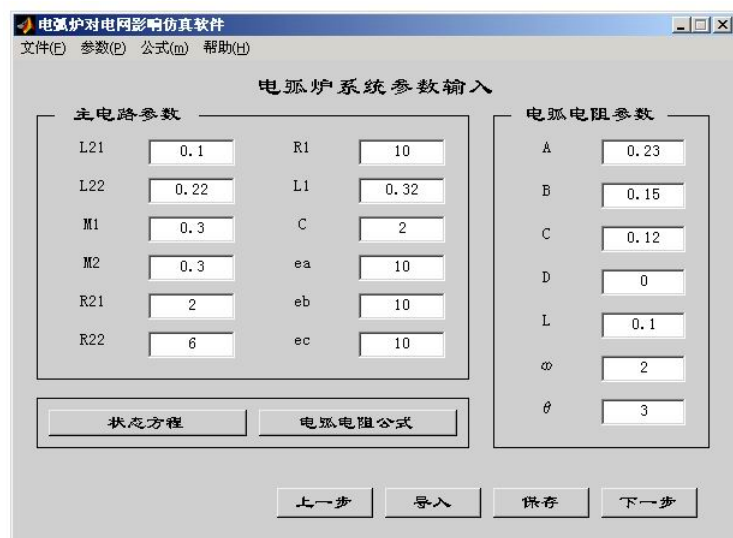 电弧炉对电网影响仿真软件
文件(F) 参数(P) 公式(m) 帮助(H)
电弧炉系统参数输入
主电路参数
L21 0.1 R1 10
L22 0.22 L1 0.32
M1 0.3 C 2
M2 0.3 ea 10
R21 2 eb 10
R22 6 ec 10
电弧电阻参数
A 0.23
B 0.15
C 0.12
D 0
L 0.1
ω 2
θ 3
状态方程 电弧电阻公式
上一步 导入 保存 下一步